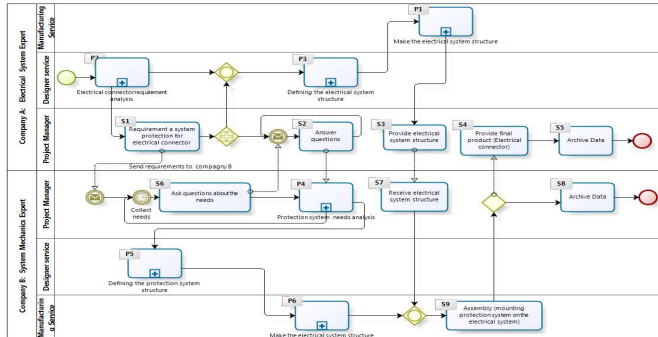 Company A: Electrical System Expert
Manufacturing
Service
Designer service
Project Manager
P1
Make the electrical system structure
P2
Electrical connector requirement
analysis
P3
Defining the electrical system
structure
S1
Requirement a system
protection for
electrical connector
Send requirements to compagny B
S2
Answer
questions
S3
Provide electrical
system structure
S4
Provide final
product (Electrical
connector)
S5
Archive Data
Company B: System Mechanics Expert
Project Manager
Designer service
Manufacturin
g Service
Collect
needs
S6
Ask questions about the
needs
P4
Protection system needs analysis
S7
Receive electrical
system structure
S8
Archive Data
P5
Defining the protection system
structure
P6
Make the electrical system structure
S9
Assembly (mounting
protection system on the
electrical system)